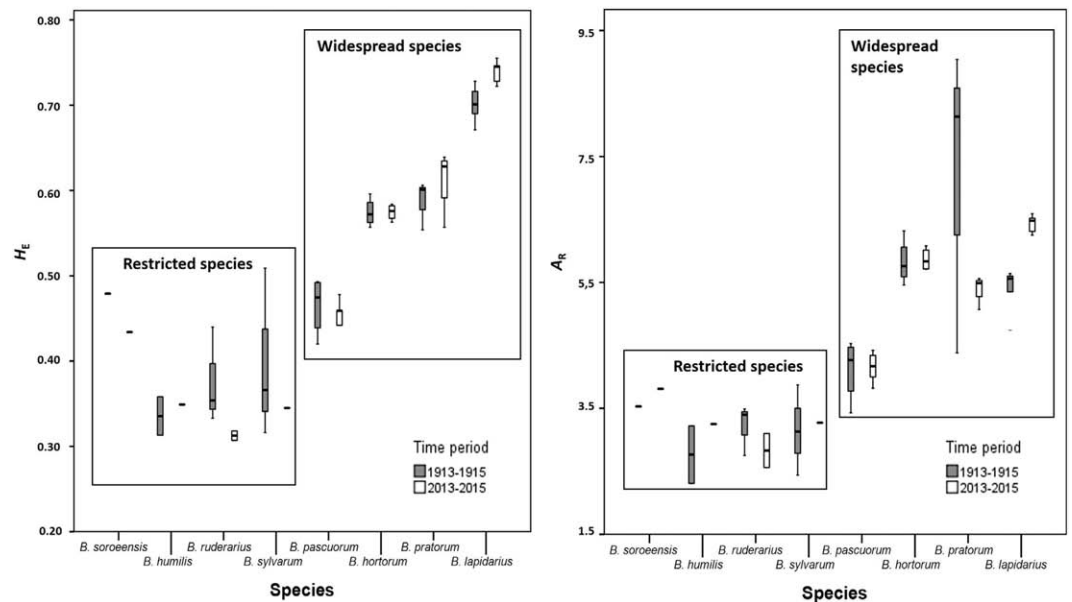 0.80
0.70
0.60
0.50
0.40
0.30
0.20
HE
Widespread species
Restricted species
Time period
1913-1915
2013-2015
B. soroeensis
B. humilis
B. ruderarius
B. sylvarum
B. pascuorum
B. hortorum
B. pratorum
B. lapidarius
Species
9.5
7.5
5,5
3.5
1.5
AR
Widespread
species
Restricted species
Time period
1913-1915
2013-2015
B. soroeensis
B. humilis
B. ruderarius
B. sylvarum
B. pascuorum
B. hortorum
B. pratorum
B. lapidarius
Species